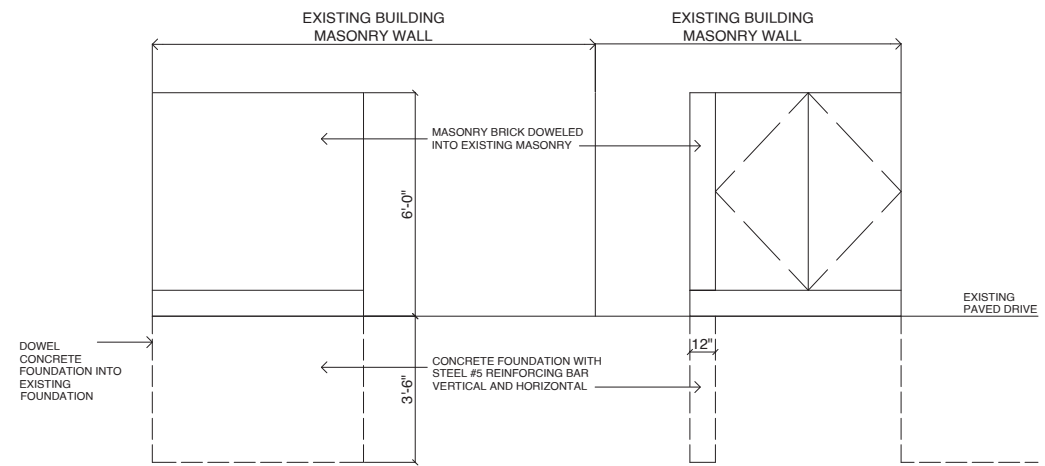 EXISTING BUILDING
MASONRY WALL
EXISTING BUILDING
MASONRY WALL
MASONRY BRICK DOWELED
INTO EXISTING MASONRY
6'-0"
EXISTING
PAVED DRIVE
DOWEL
CONCRETE
FOUNDATION INTO
EXISTING
FOUNDATION
12"
CONCRETE FOUNDATION WITH
STEEL #5 REINFORCING BAR
VERTICAL AND HORIZONTAL
3'-6"